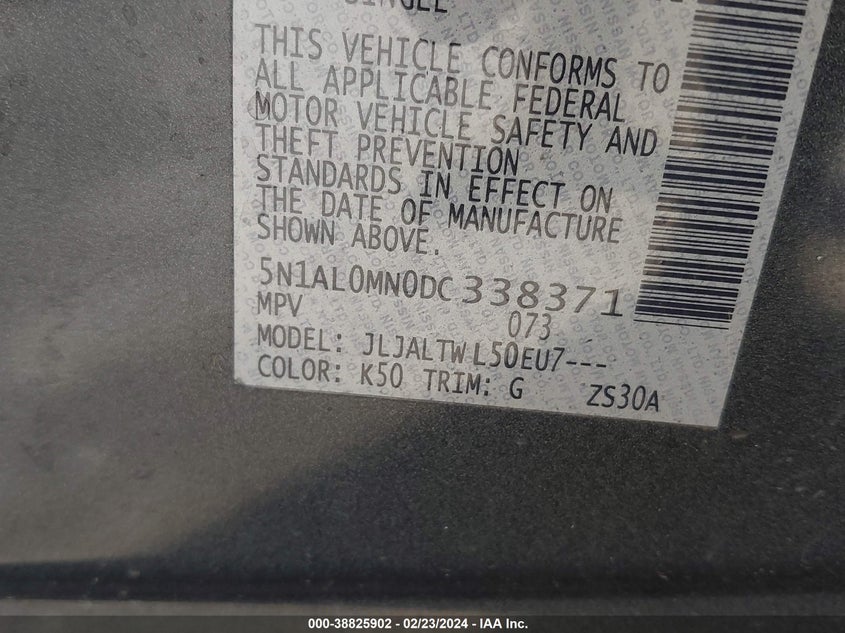 SINGLE
THIS VEHICLE CONFORMS TO
ALL APPLICABLE FEDERAL
MOTOR VEHICLE SAFETY AND
THEFT PREVENTION
STANDARDS IN EFFECT ON
THE DATE OF MANUFACTURE
SHOWN ABOVE.
5N1AL0MN0DC338371
MPV 073
MODEL: JLJALTWL50EU7---
COLOR: K50 TRIM: G ZS30A
000-38825902 - 02/23/2024 - IAA Inc.